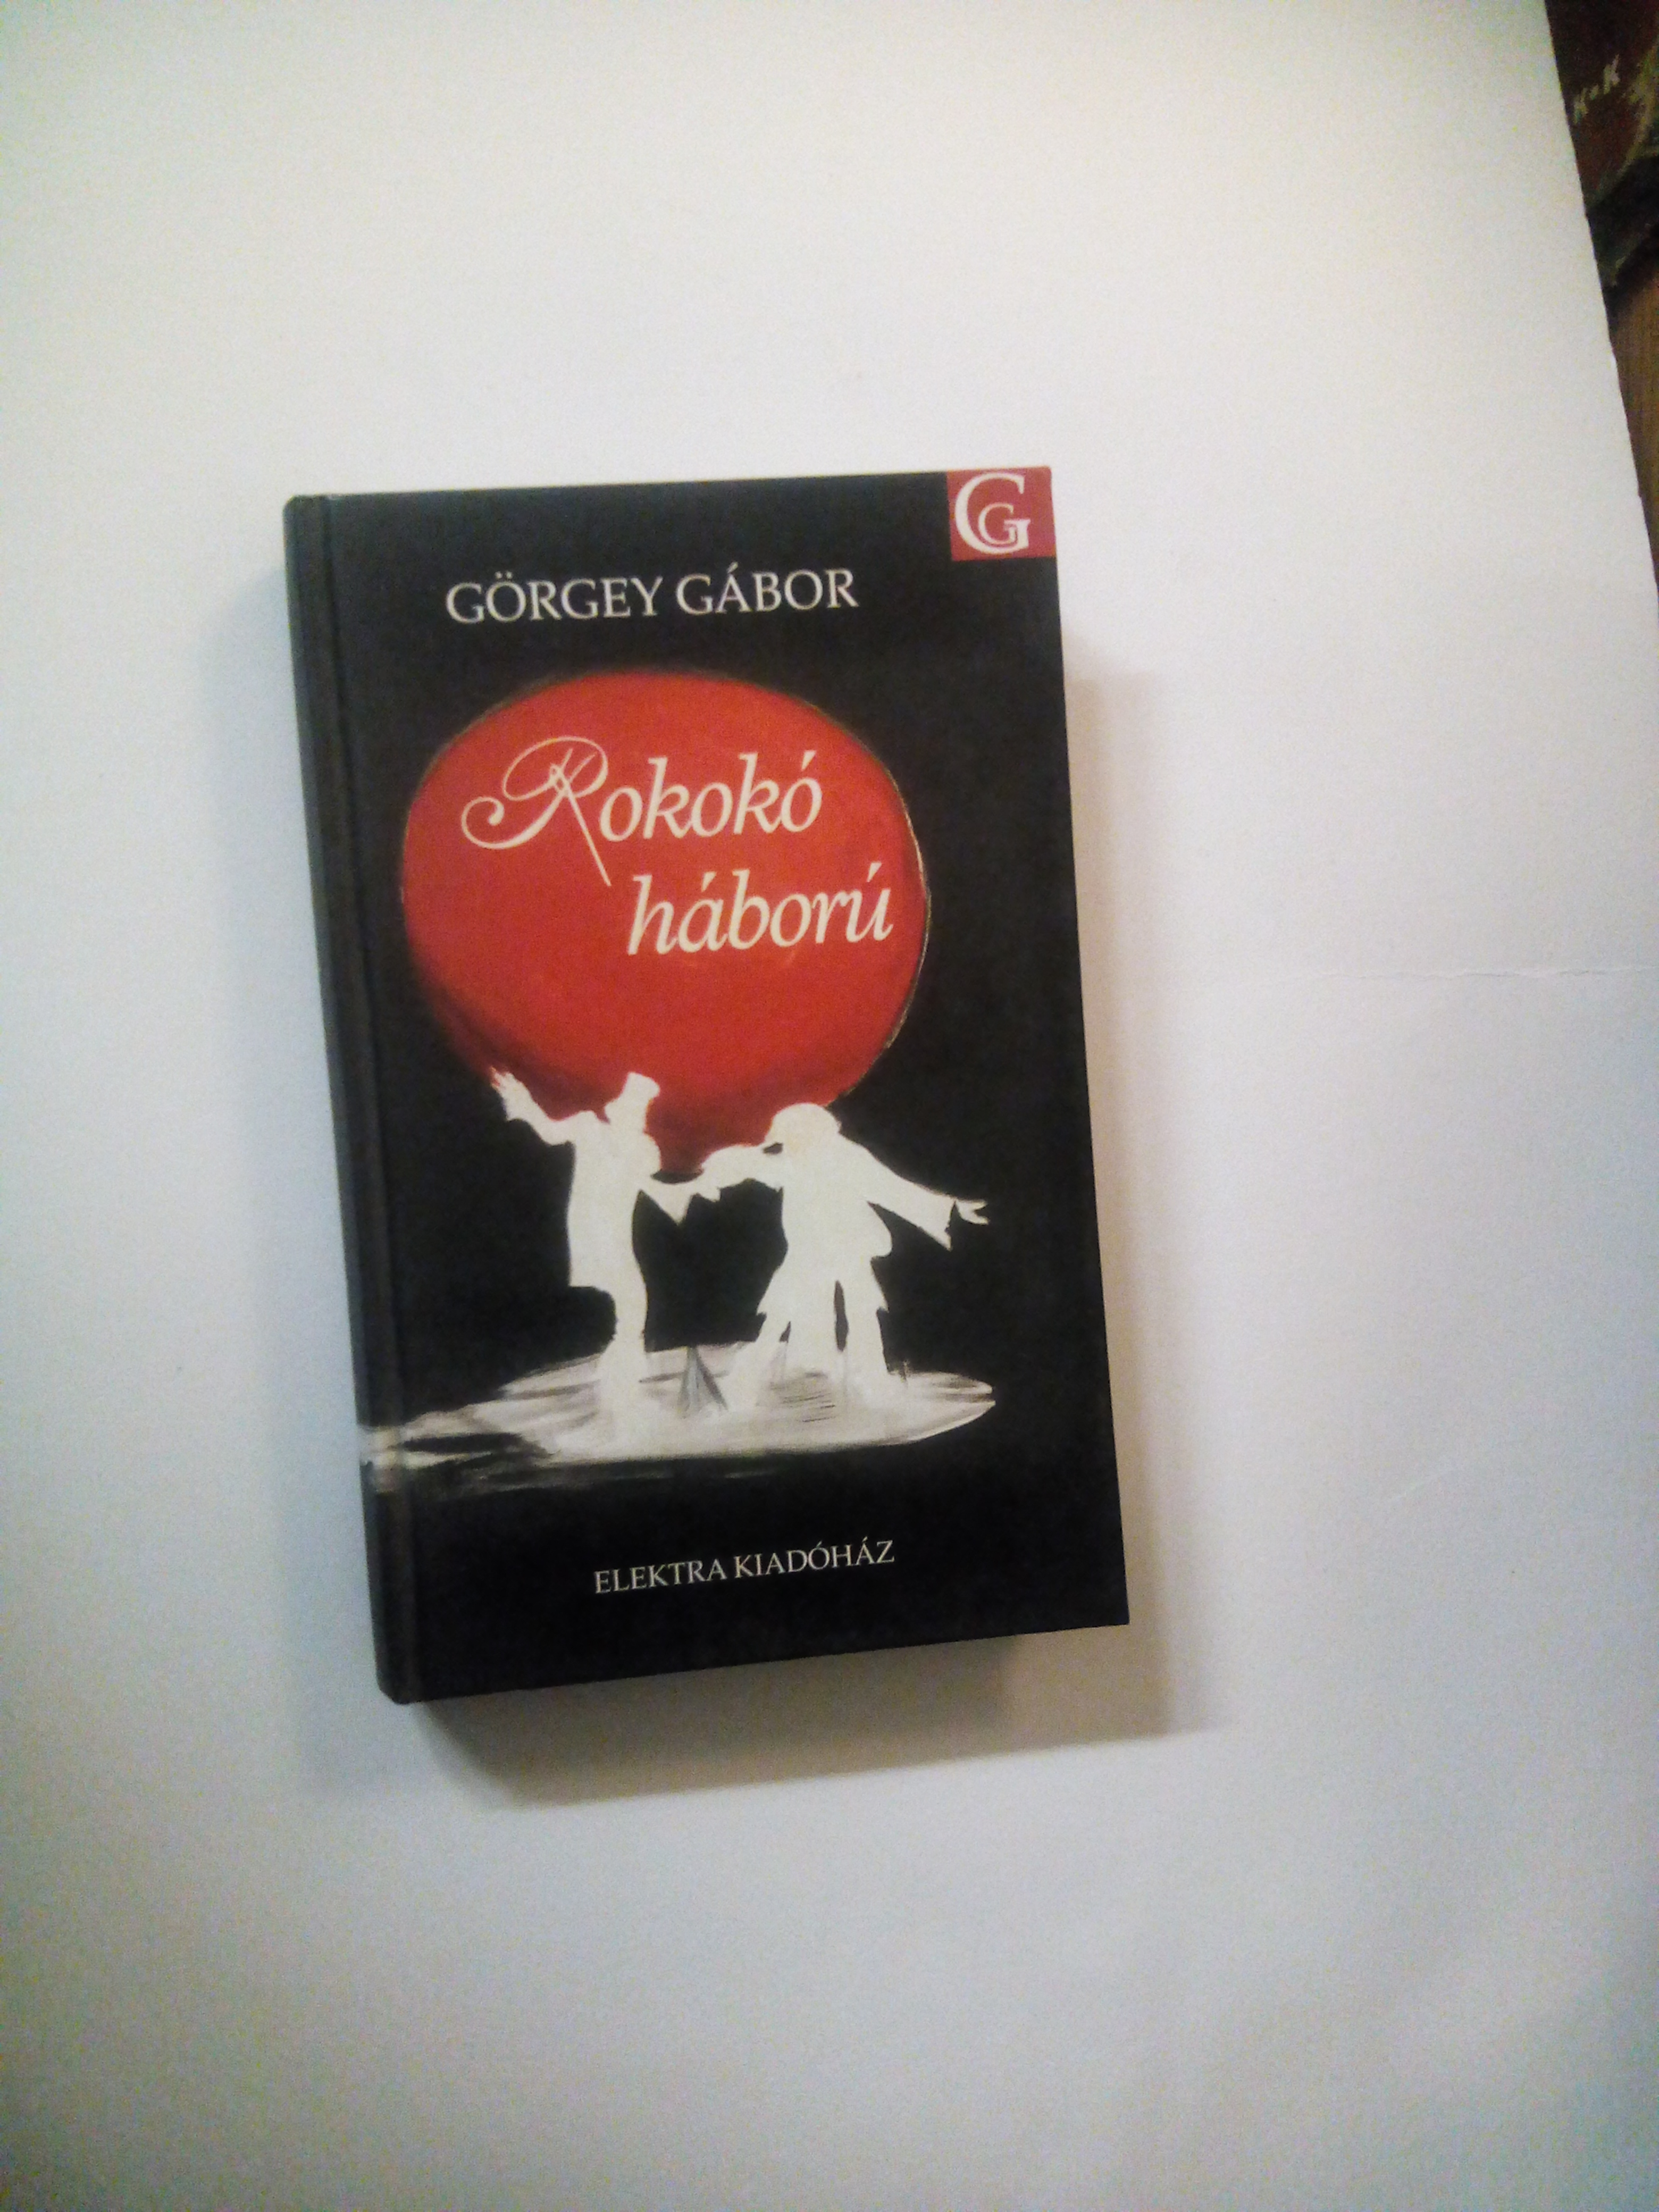 GG
GÖRGEY GÁBOR
Rokokó
háború
ELEKTRA KIADÓHÁZ
K•K